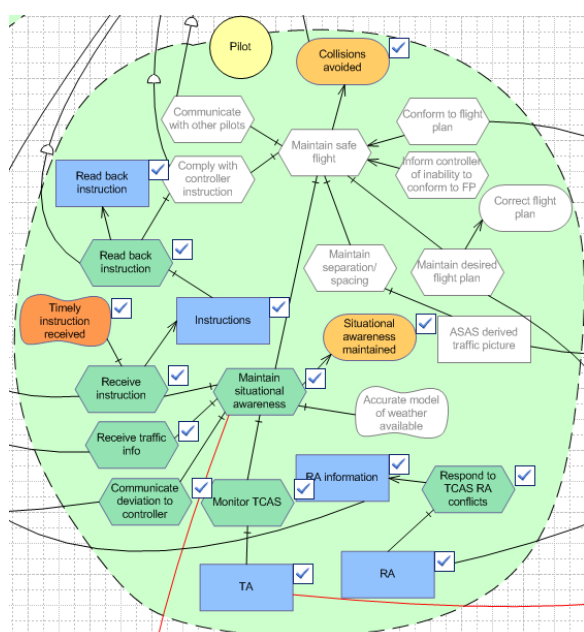 Pilot
Collisions
avoided
Communicate
with other pilots
Conform to flight
plan
Maintain safe
flight
Read back
instruction
Comply with
controller
instruction
Inform controller
of inability to
conform to FP
Correct flight
plan
Read back
instruction
Maintain
separation/
spacing
Maintain desired
flight plan
Timely
instruction
received
Instructions
Situational
awareness
maintained
ASAS derived
traffic picture
Receive
instruction
Maintain
situational
awareness
Accurate model
of weather
available
Receive traffic
info
Communicate
deviation to
controller
Monitor TCAS
RA information
Respond to
TCAS RA
conflicts
TA
RA